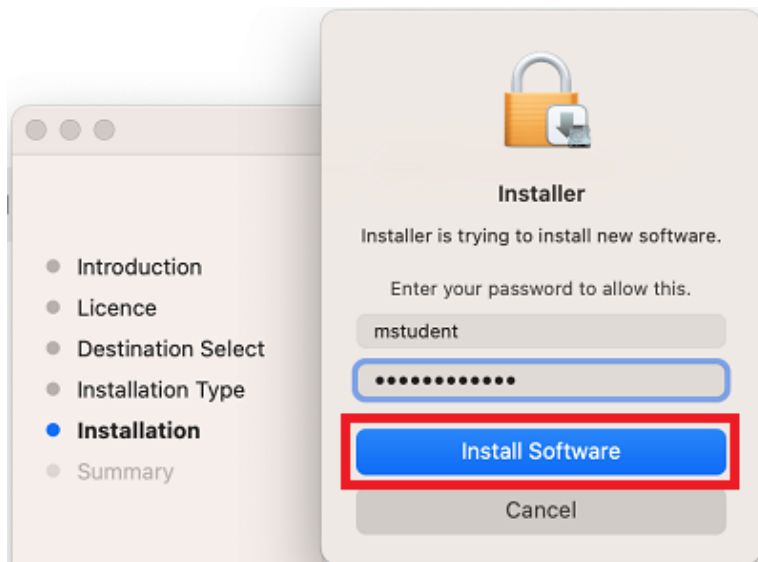 Introduction
Licence
Destination Select
Installation Type
Installation
Summary
Installer
Installer is trying to install new software.
Enter your password to allow this.
mstudent
••••••••••••
Install Software
Cancel